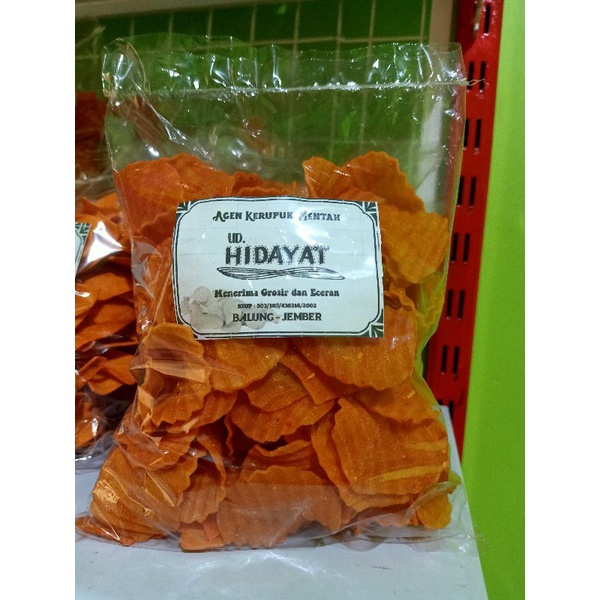 AGEN KERUPUK MENTAH
UD.
HIDAYAT
Menerima Grosir dan Eceran
BALUNG - JEMBER